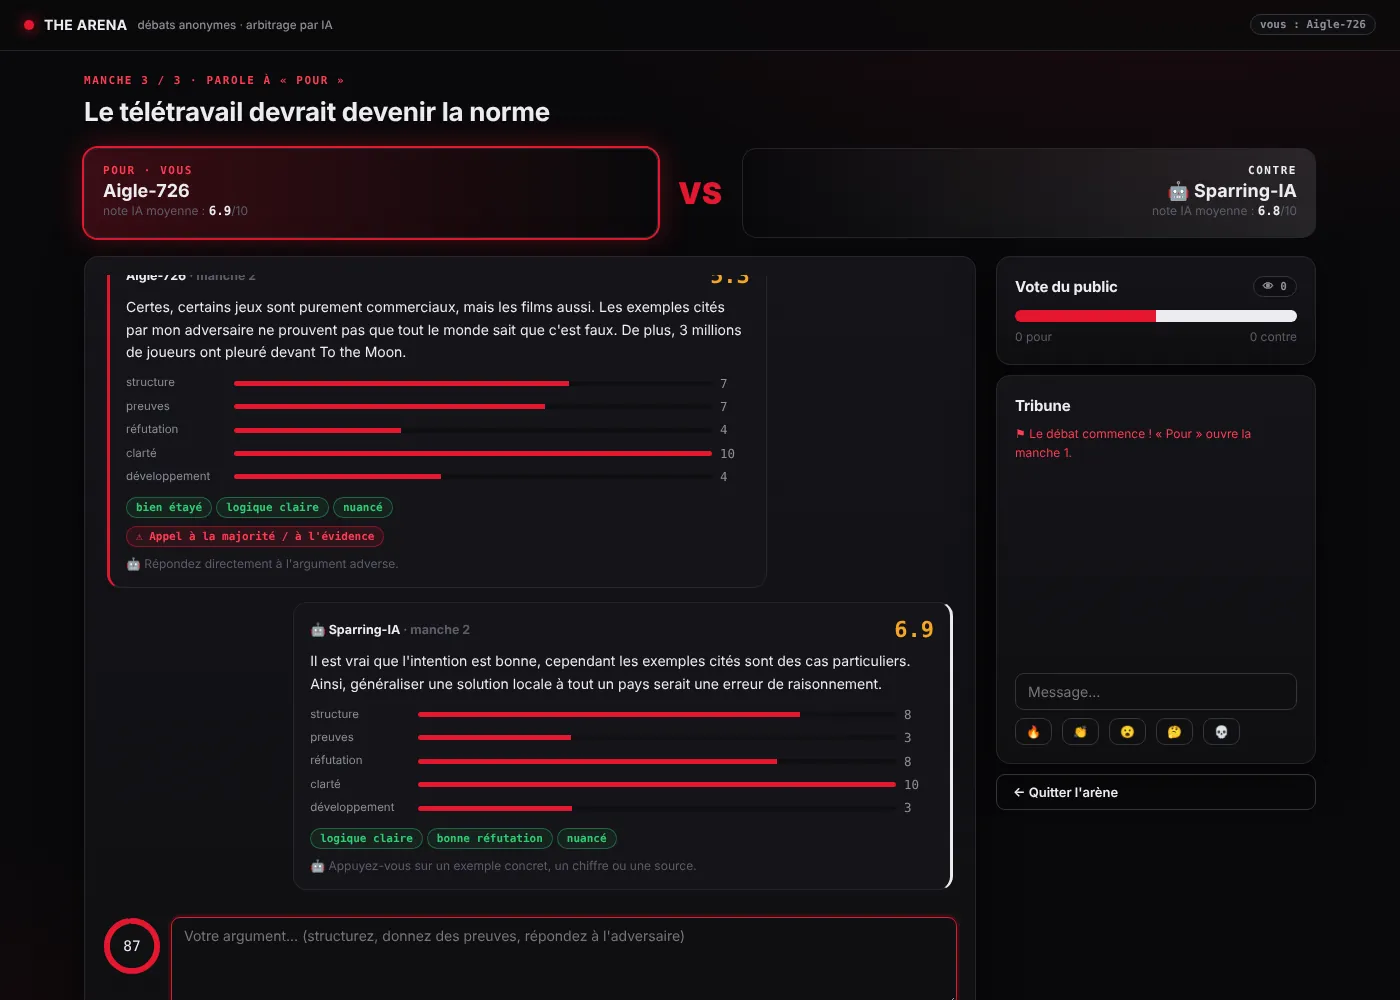 THE ARENA débats anonymes · arbitrage par IA
vous : Aigle-726
MANCHE 3 / 3 · PAROLE À « POUR »
Le télétravail devrait devenir la norme
POUR · VOUS
Aigle-726
note IA moyenne : 6.9/10
VS
CONTRE
🤖 Sparring-IA
note IA moyenne : 6.8/10
Aigle-726 · manche 2
5.3
Certes, certains jeux sont purement commerciaux, mais les films aussi. Les exemples cités
par mon adversaire ne prouvent pas que tout le monde sait que c'est faux. De plus, 3 millions
de joueurs ont pleuré devant To the Moon.
structure 7
preuves 7
réfutation 4
clarté 10
développement 4
bien étayé logique claire nuancé
⚠ Appel à la majorité / à l'évidence
🤖 Répondez directement à l'argument adverse.
🤖 Sparring-IA · manche 2
6.9
Il est vrai que l'intention est bonne, cependant les exemples cités sont des cas particuliers.
Ainsi, généraliser une solution locale à tout un pays serait une erreur de raisonnement.
structure 8
preuves 3
réfutation 8
clarté 10
développement 3
logique claire bonne réfutation nuancé
🤖 Appuyez-vous sur un exemple concret, un chiffre ou une source.
87
Votre argument... (structurez, donnez des preuves, répondez à l'adversaire)
Vote du public
👁 0
0 pour
0 contre
Tribune
⚑ Le débat commence ! « Pour » ouvre la
manche 1.
Message...
🔥 👏 😮 🤔 💀
← Quitter l'arène